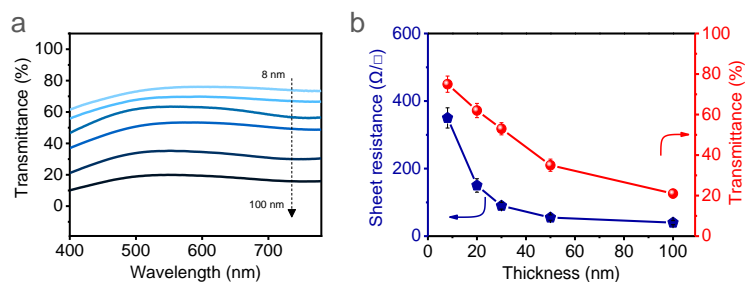 a
Transmittance (%)
100
80
60
40
20
0
8 nm
100 nm
400 500 600 700
Wavelength (nm)
b
Sheet resistance (Ω/□)
600
400
200
0
0 20 40 60 80 100
Thickness (nm)
100
80
60
40
20
0
Transmittance (%)